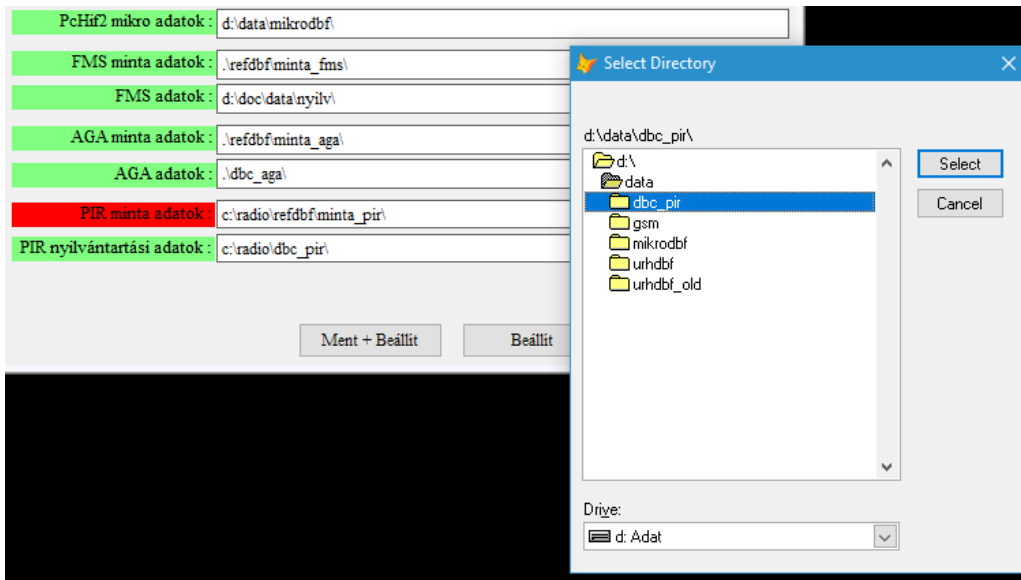 PcHif2 mikro adatok : d:\data\mikrodbf\
FMS minta adatok : .\refdbf\minta_fms\
FMS adatok : d:\doc\data\nyilv\
AGA minta adatok : .\refdbf\minta_aga\
AGA adatok : .\dbc_aga\
PIR minta adatok : c:\radio\refdbf\minta_pir\
PIR nyilvántartási adatok : c:\radio\dbc_pir\
Ment + Beállit
Beállit
Select Directory
d:\data\dbc_pir\
d:\
data
dbc_pir
gsm
mikrodbf
urhdbf
urhdbf_old
Select
Cancel
Drive:
d: Adat